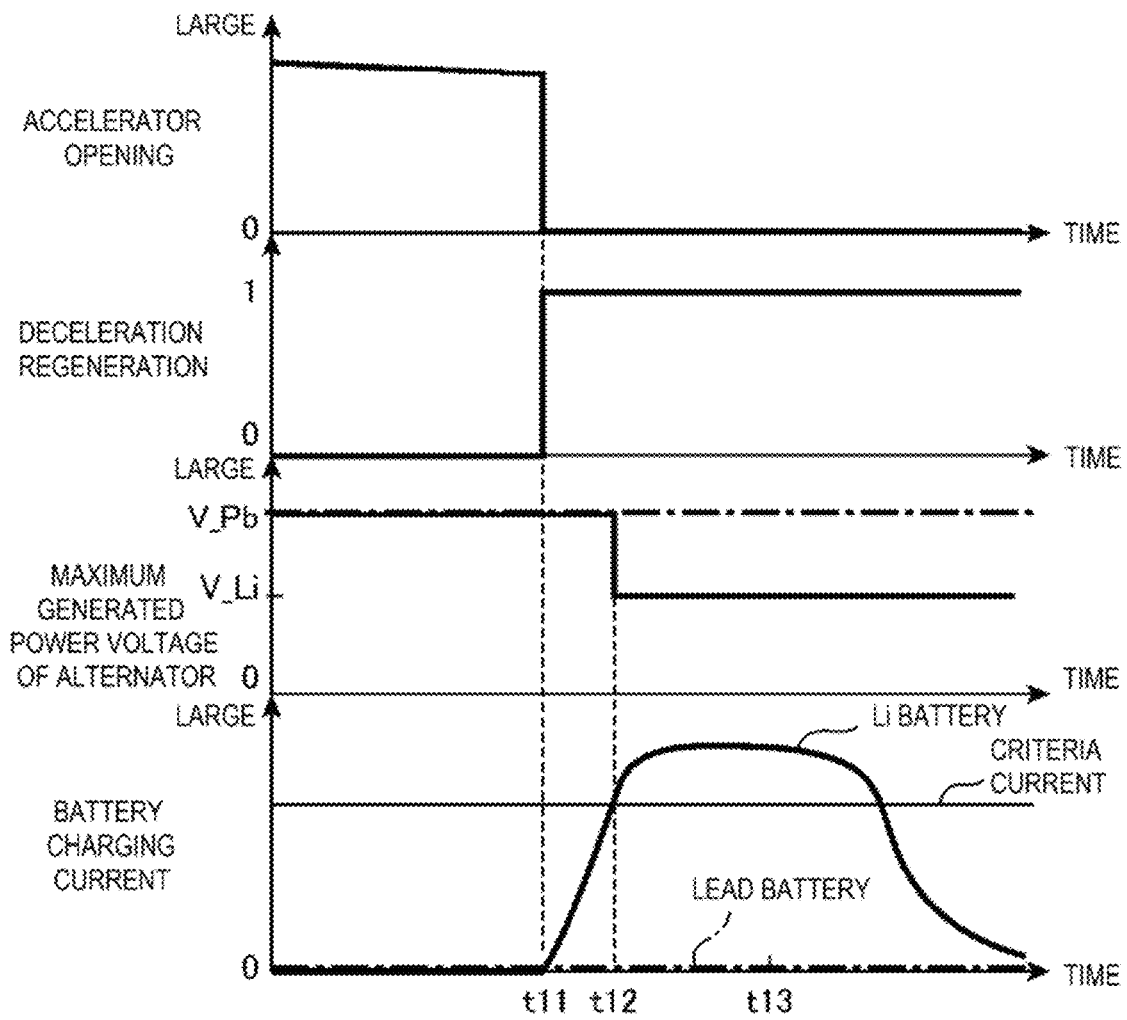 LARGE
ACCELERATOR
OPENING
0
TIME
1
DECELERATION
REGENERATION
0
TIME
LARGE
V_Pb
V_Li
MAXIMUM
GENERATED
POWER VOLTAGE
OF ALTERNATOR
0
TIME
LARGE
Li BATTERY
CRITERIA
CURRENT
BATTERY
CHARGING
CURRENT
LEAD BATTERY
0
TIME
t11
t12
t13